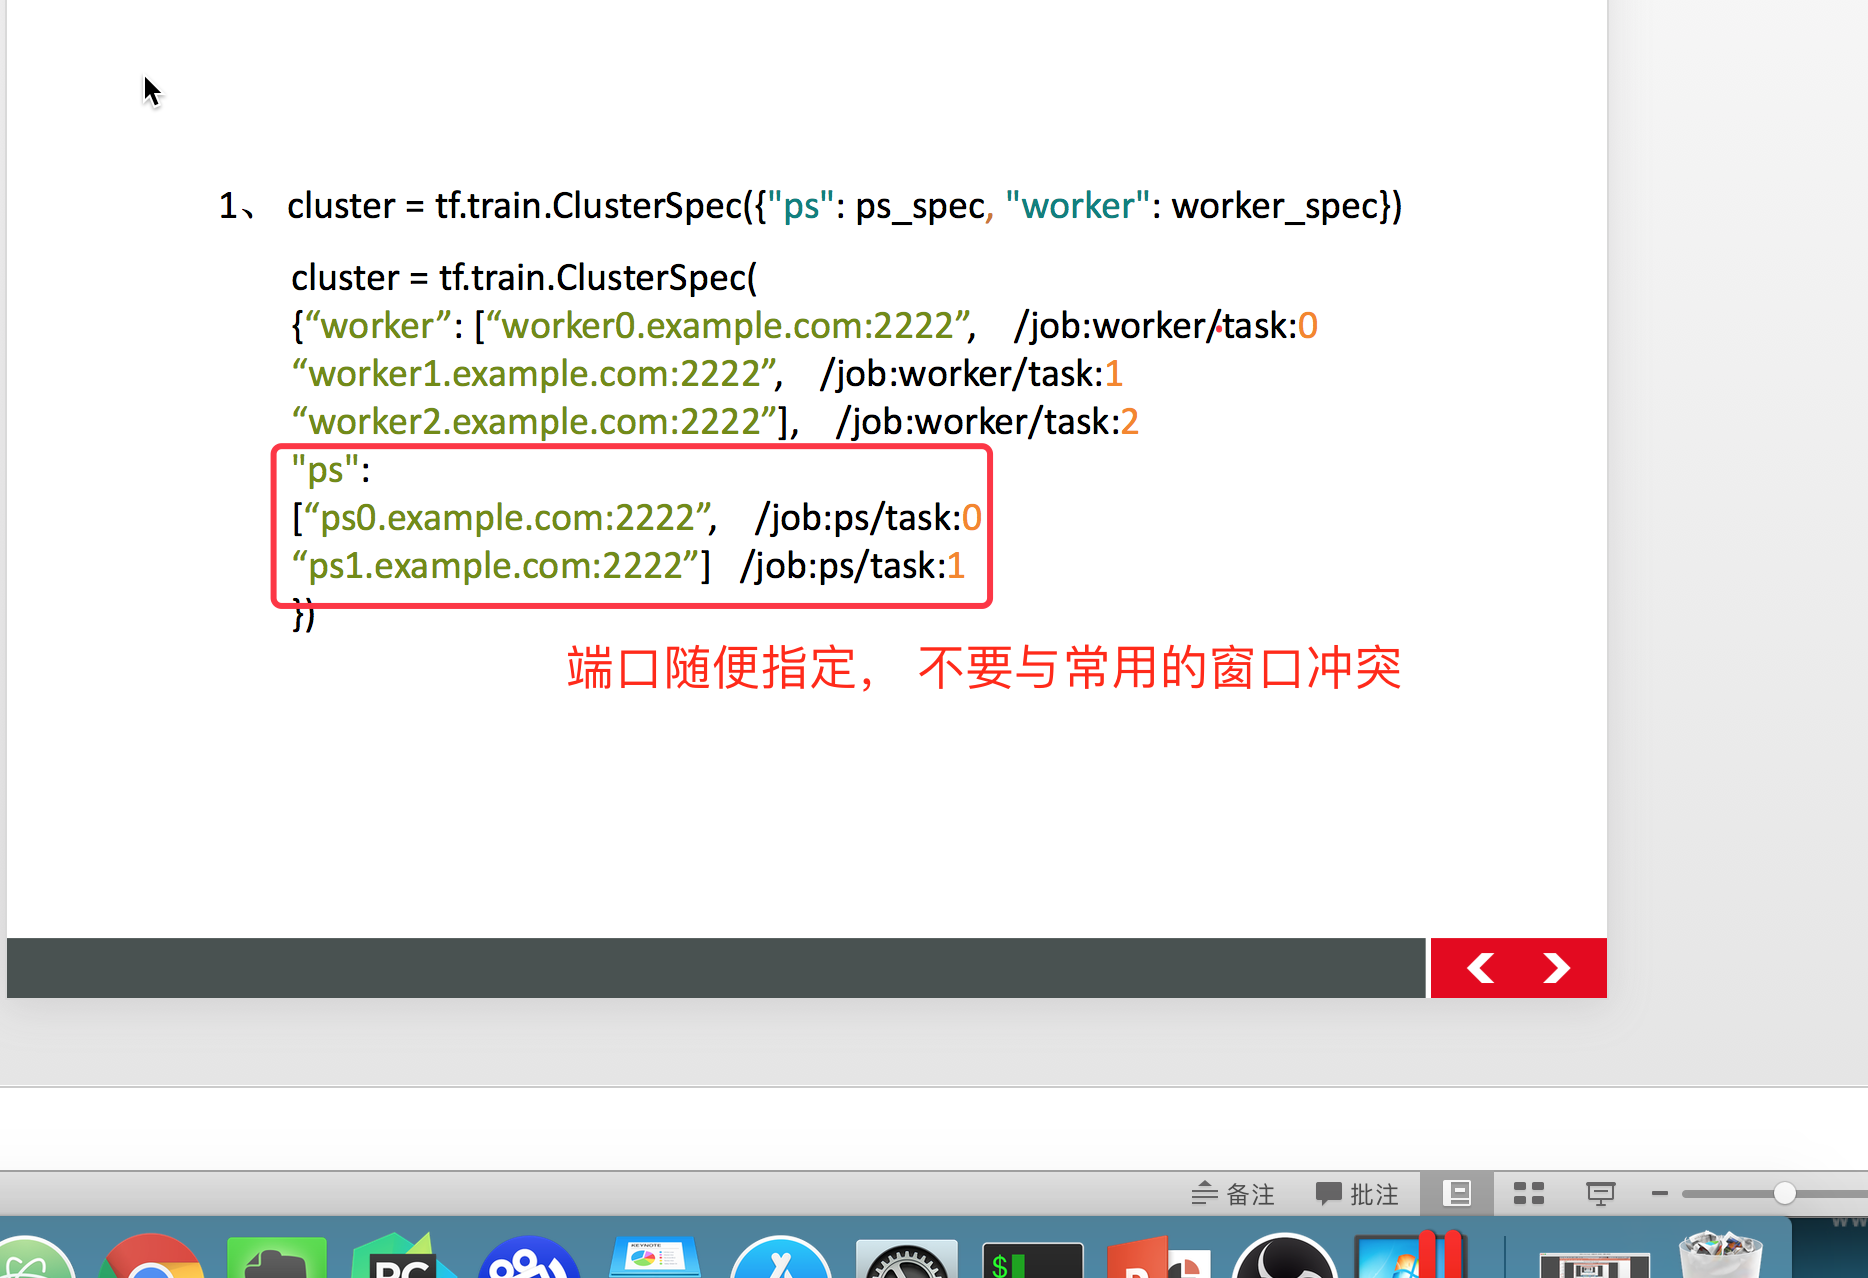 1、 cluster = tf.train.ClusterSpec({"ps": ps_spec, "worker": worker_spec})
cluster = tf.train.ClusterSpec(
{“worker”: [“worker0.example.com:2222”, /job:worker/task:0
“worker1.example.com:2222”, /job:worker/task:1
“worker2.example.com:2222”], /job:worker/task:2
"ps":
[“ps0.example.com:2222”, /job:ps/task:0
“ps1.example.com:2222”] /job:ps/task:1
})
端口随便指定， 不要与常用的窗口冲突
备注 批注
KEYNOTE
PC
$